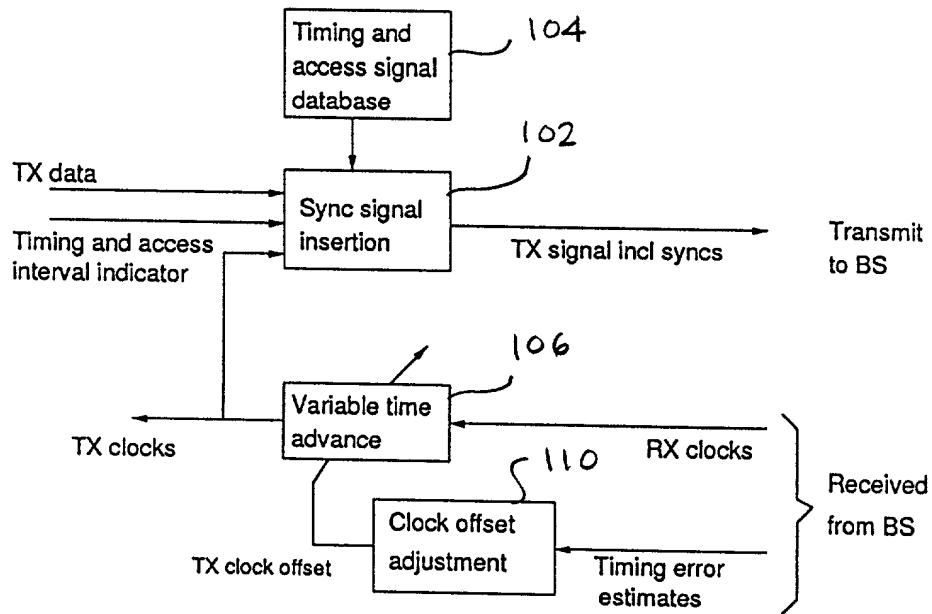 Timing and
access signal
database
104
102
TX data
Sync signal
insertion
Timing and access
interval indicator
TX signal incl syncs
Transmit
to BS
106
Variable time
advance
TX clocks
RX clocks
110
Received
from BS
Clock offset
adjustment
TX clock offset
Timing error
estimates